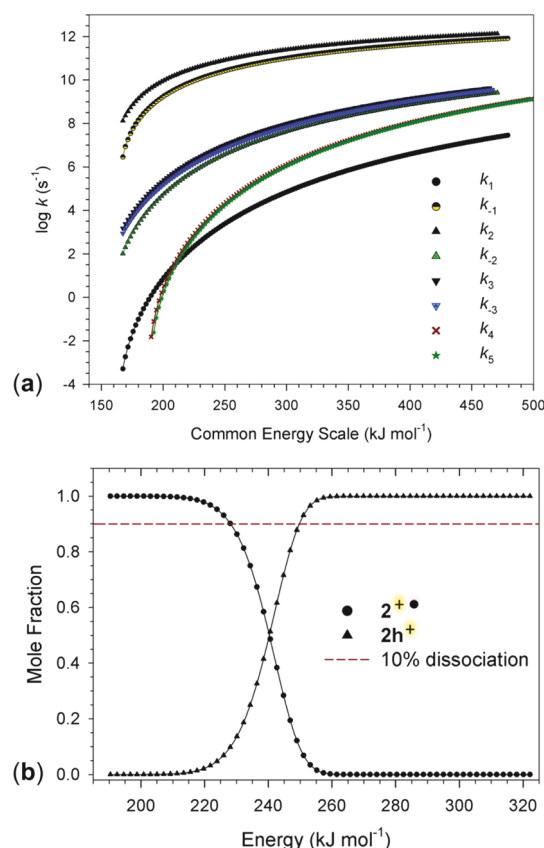 12
10
8
6
4
2
0
-2
-4
log k (s⁻¹)
k₁
k₋₁
k₂
k₋₂
k₃
k₋₃
k₄
k₅
150 200 250 300 350 400 450 500
(a)
Common Energy Scale (kJ mol⁻¹)
1.0
0.8
0.6
0.4
0.2
0.0
Mole Fraction
2⁺•
2h⁺
10% dissociation
(b)
200 220 240 260 280 300 320
Energy (kJ mol⁻¹)